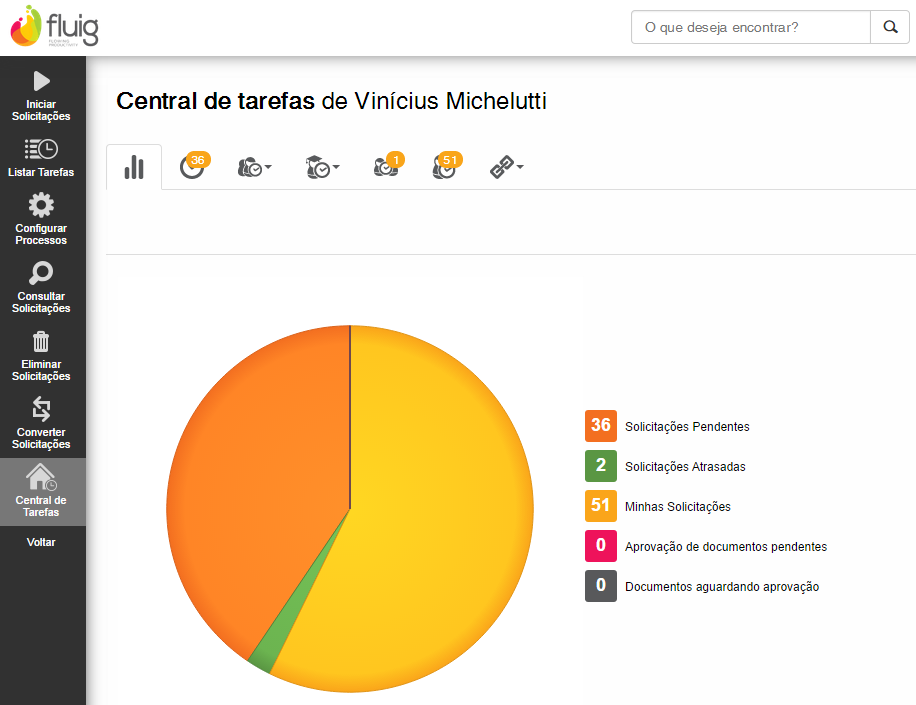 fluig
O que deseja encontrar?
Iniciar
Solicitações
Listar Tarefas
Configurar
Processos
Consultar
Solicitações
Eliminar
Solicitações
Converter
Solicitações
Central de
Tarefas
Voltar
Central de tarefas de Vinícius Michelutti
36
1
51
36 Solicitações Pendentes
2 Solicitações Atrasadas
51 Minhas Solicitações
0 Aprovação de documentos pendentes
0 Documentos aguardando aprovação